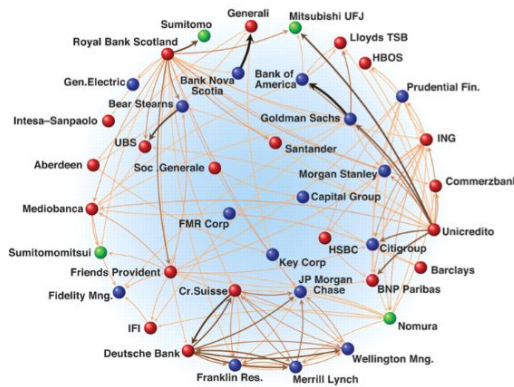 Generali
Sumitomo
Mitsubishi UFJ
Royal Bank Scotland
Lloyds TSB
HBOS
Gen.Electric
Bank Nova
Scotia
Bank of
America
Prudential Fin.
Bear Stearns
Goldman Sachs
Intesa-Sanpaolo
UBS
Santander
ING
Aberdeen
Soc .Generale
Morgan Stanley
Commerzbank
Mediobanca
Capital Group
FMR Corp
Unicredito
Sumitomomitsui
Key Corp
HSBC
Citigroup
Friends Provident
Barclays
Fidelity Mng.
Cr.Suisse
JP Morgan
Chase
BNP Paribas
IFI
Nomura
Deutsche Bank
Wellington Mng.
Franklin Res.
Merrill Lynch